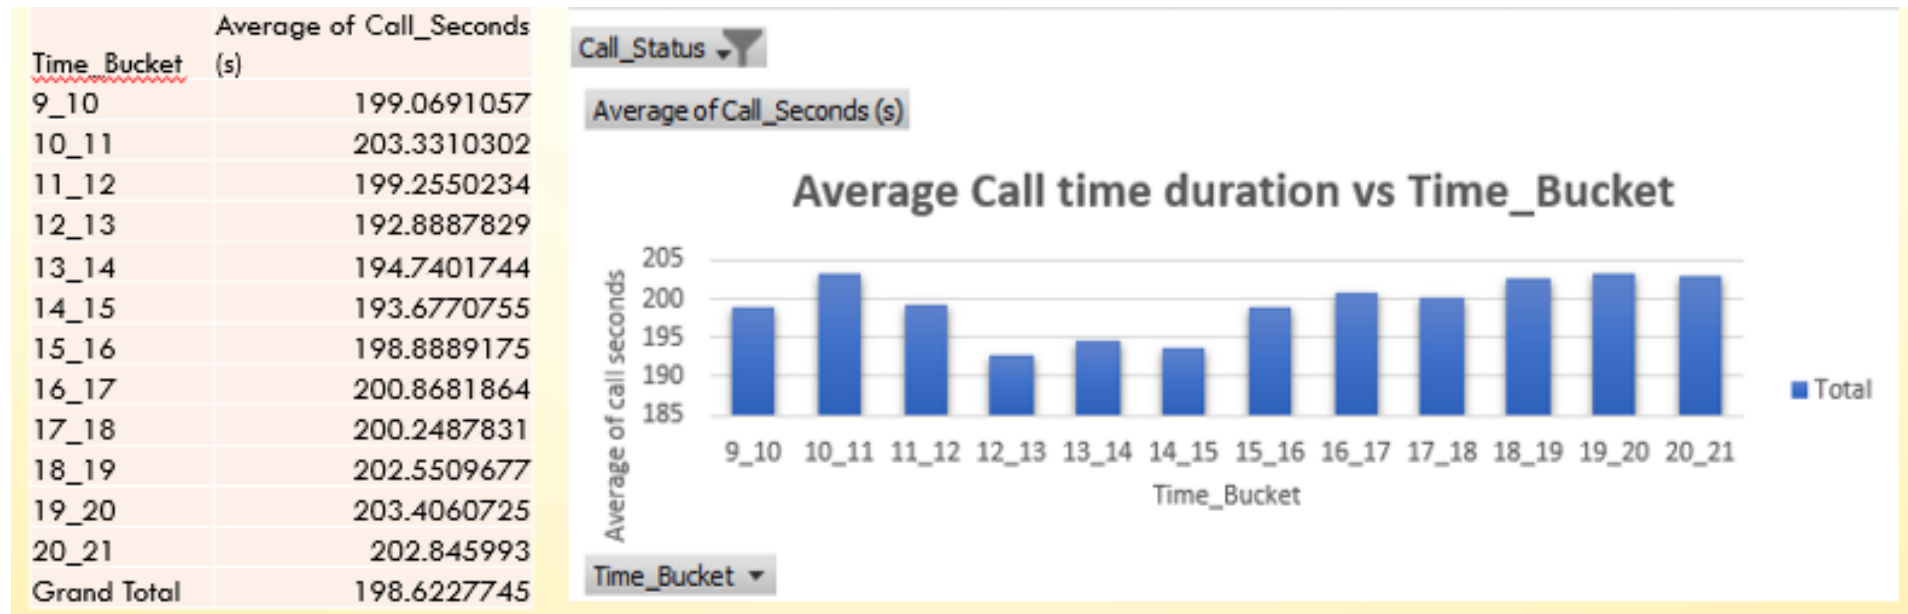 Average of Call_Seconds
Time_Bucket (s)
9_10 199.0691057
10_11 203.3310302
11_12 199.2550234
12_13 192.8887829
13_14 194.7401744
14_15 193.6770755
15_16 198.8889175
16_17 200.8681864
17_18 200.2487831
18_19 202.5509677
19_20 203.4060725
20_21 202.845993
Grand Total 198.6227745
Call_Status
Average of Call_Seconds (s)
Average Call time duration vs Time_Bucket
Average of call seconds
205
200
195
190
185
9_10 10_11 11_12 12_13 13_14 14_15 15_16 16_17 17_18 18_19 19_20 20_21
Time_Bucket
Total
Time_Bucket